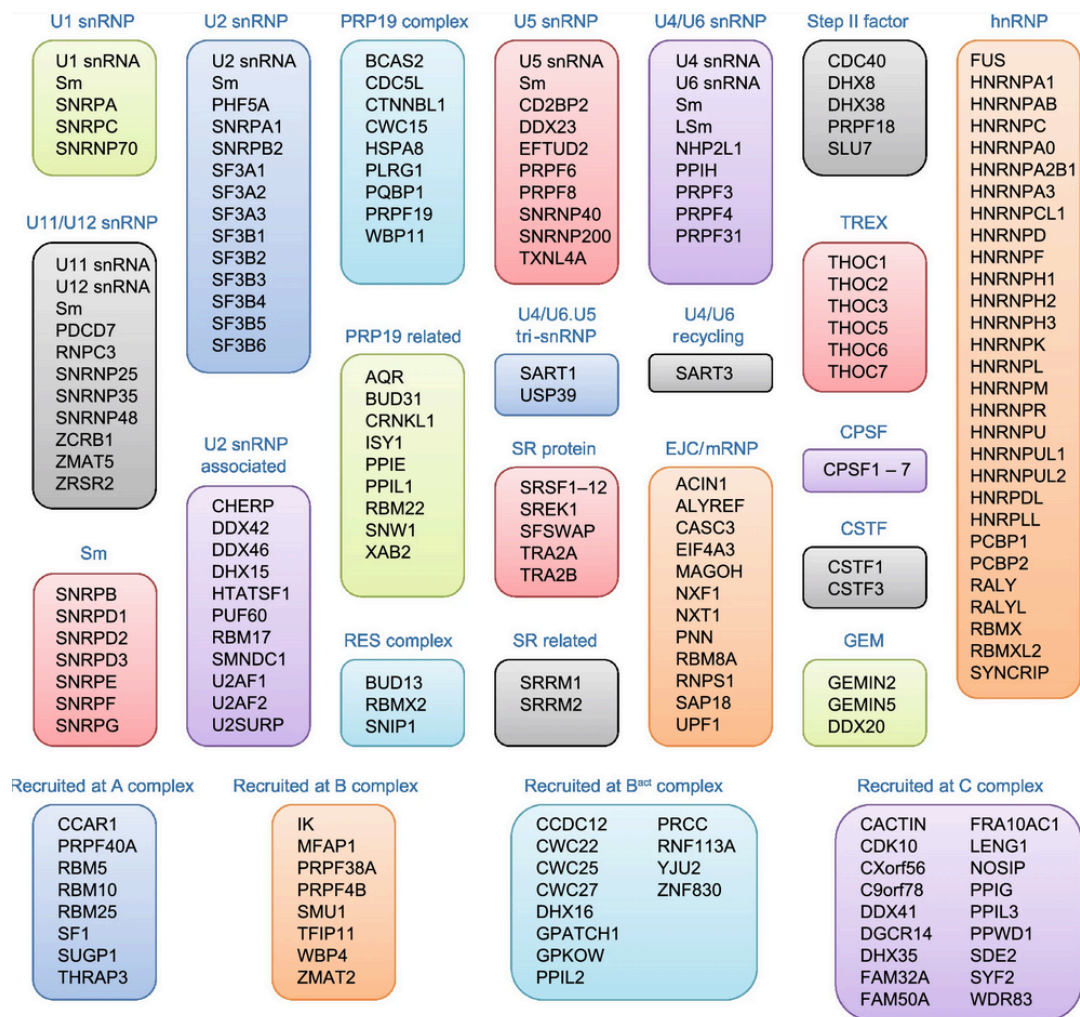 U1 snRNP
U1 snRNA
Sm
SNRPA
SNRPC
SNRNP70
U11/U12 snRNP
U11 snRNA
U12 snRNA
Sm
PDCD7
RNPC3
SNRNP25
SNRNP35
SNRNP48
ZCRB1
ZMAT5
ZRSR2
Sm
SNRPB
SNRPD1
SNRPD2
SNRPD3
SNRPE
SNRPF
SNRPG
U2 snRNP
U2 snRNA
Sm
PHF5A
SNRPA1
SNRPB2
SF3A1
SF3A2
SF3A3
SF3B1
SF3B2
SF3B3
SF3B4
SF3B5
SF3B6
U2 snRNP
associated
CHERP
DDX42
DDX46
DHX15
HTATSF1
PUF60
RBM17
SMNDC1
U2AF1
U2AF2
U2SURP
PRP19 complex
BCAS2
CDC5L
CTNNBL1
CWC15
HSPA8
PLRG1
PQBP1
PRPF19
WBP11
PRP19 related
AQR
BUD31
CRNKL1
ISY1
PPIE
PPIL1
RBM22
SNW1
XAB2
RES complex
BUD13
RBMX2
SNIP1
U5 snRNP
U5 snRNA
Sm
CD2BP2
DDX23
EFTUD2
PRPF6
PRPF8
SNRNP40
SNRNP200
TXNL4A
U4/U6.U5
tri-snRNP
SART1
USP39
SR protein
SRSF1–12
SREK1
SFSWAP
TRA2A
TRA2B
SR related
SRRM1
SRRM2
U4/U6 snRNP
U4 snRNA
U6 snRNA
Sm
LSm
NHP2L1
PPIH
PRPF3
PRPF4
PRPF31
U4/U6
recycling
SART3
EJC/mRNP
ACIN1
ALYREF
CASC3
EIF4A3
MAGOH
NXF1
NXT1
PNN
RBM8A
RNPS1
SAP18
UPF1
Step II factor
CDC40
DHX8
DHX38
PRPF18
SLU7
TREX
THOC1
THOC2
THOC3
THOC5
THOC6
THOC7
CPSF
CPSF1 – 7
CSTF
CSTF1
CSTF3
GEM
GEMIN2
GEMIN5
DDX20
hnRNP
FUS
HNRNPA1
HNRNPAB
HNRNPC
HNRNPA0
HNRNPA2B1
HNRNPA3
HNRNPCL1
HNRNPD
HNRNPF
HNRNPH1
HNRNPH2
HNRNPH3
HNRNPK
HNRNPL
HNRNPM
HNRNPR
HNRNPU
HNRNPUL1
HNRNPUL2
HNRPDL
HNRPLL
PCBP1
PCBP2
RALY
RALYL
RBMX
RBMXL2
SYNCRIP
Recruited at A complex
CCAR1
PRPF40A
RBM5
RBM10
RBM25
SF1
SUGP1
THRAP3
Recruited at B complex
IK
MFAP1
PRPF38A
PRPF4B
SMU1
TFIP11
WBP4
ZMAT2
Recruited at Bact complex
CCDC12
CWC22
CWC25
CWC27
DHX16
GPATCH1
GPKOW
PPIL2
PRCC
RNF113A
YJU2
ZNF830
Recruited at C complex
CACTIN
CDK10
CXorf56
C9orf78
DDX41
DGCR14
DHX35
FAM32A
FAM50A
FRA10AC1
LENG1
NOSIP
PPIG
PPIL3
PPWD1
SDE2
SYF2
WDR83